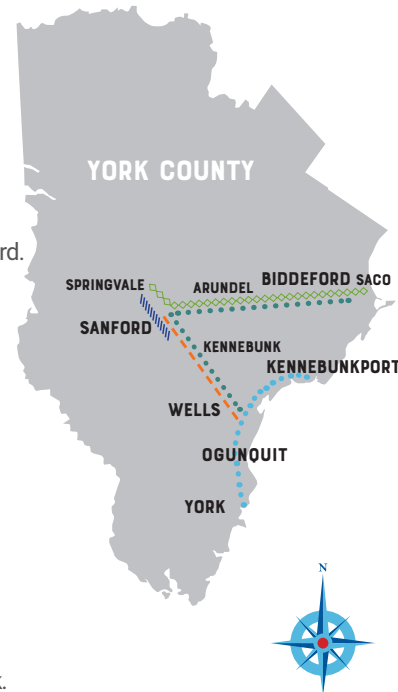 YORK COUNTY
rd.
SPRINGVALE
ARUNDEL
BIDDEFORD SACO
SANFORD
KENNEBUNK
KENNEBUNKPORT
WELLS
OGUNQUIT
YORK
N